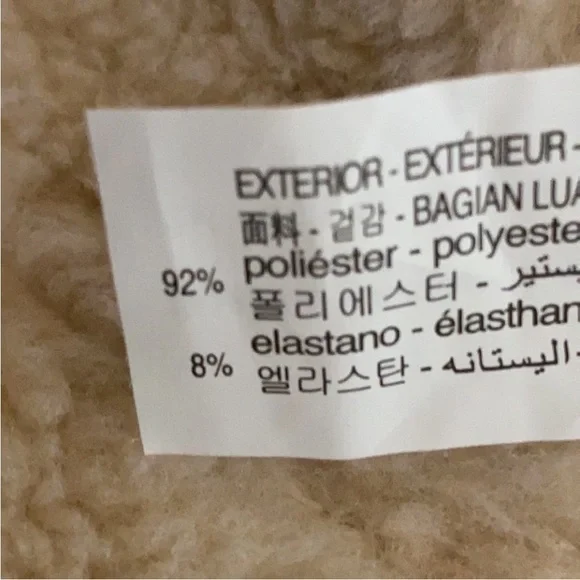 EXTERIOR - EXTÉRIEUR -
面料 - 겉감 - BAGIAN LUA
92% poliéster - polyeste
폴리에스터 -
8% elastano - élasthan
엘라스탄 - اليستانه